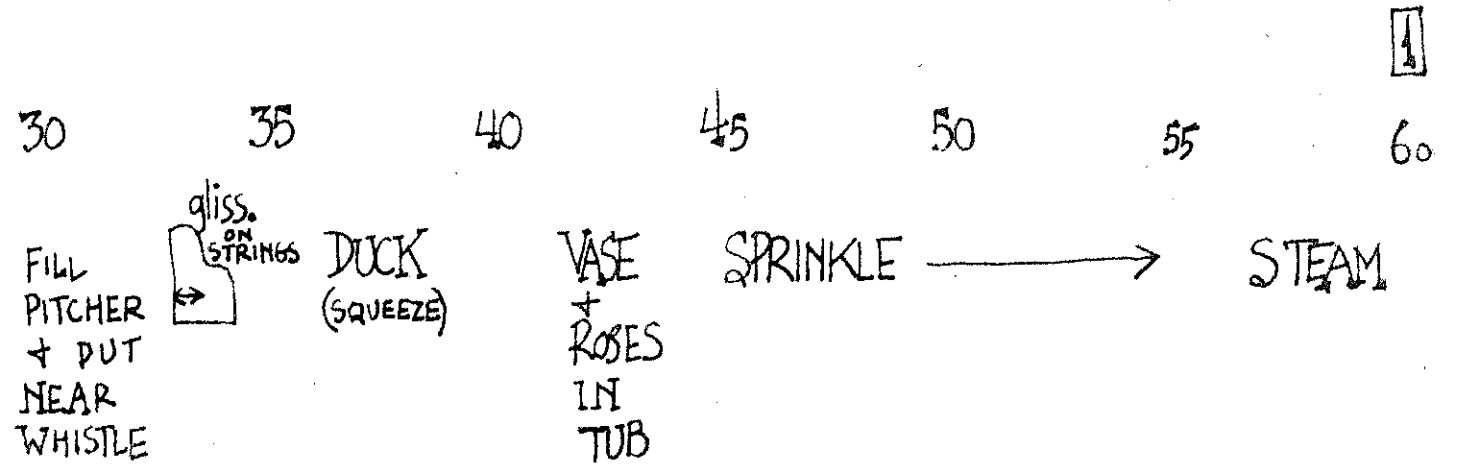 1
30 35 40 45 50 55 60
gliss.
ON
STRINGS
FILL
PITCHER
+ PUT
NEAR
WHISTLE
DUCK
(SQUEEZE)
VASE
+
ROSES
IN
TUB
SPRINKLE
STEAM